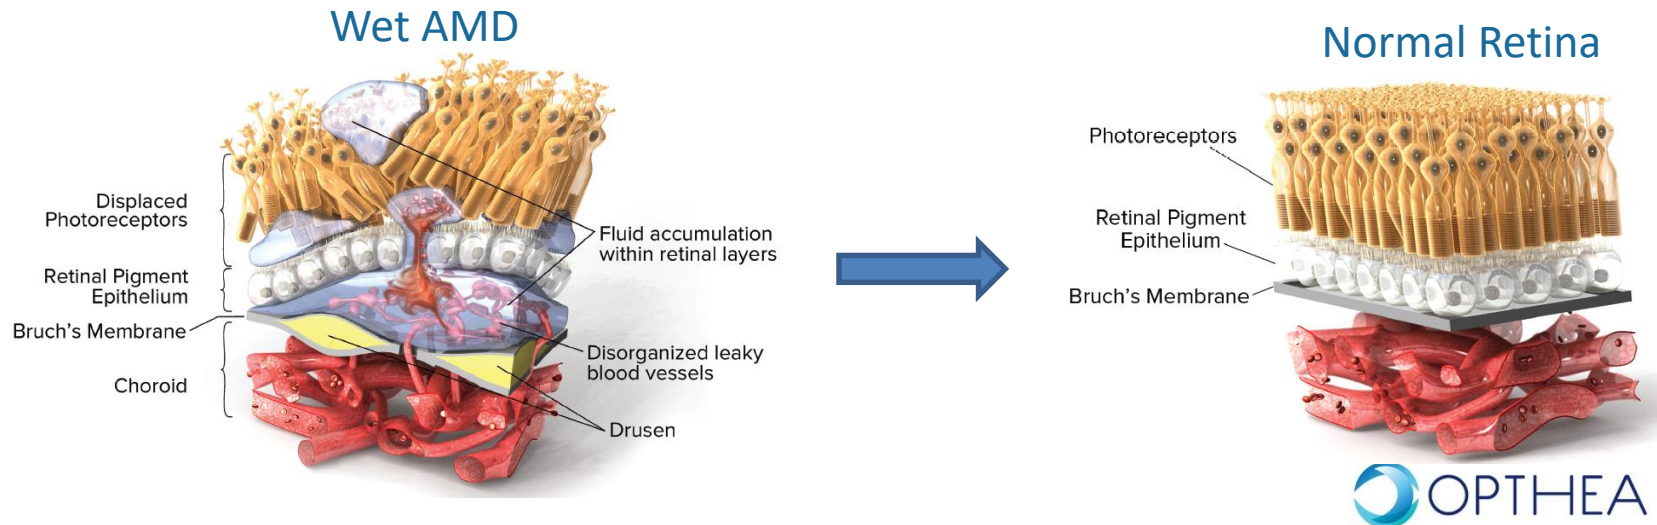 Wet AMD
Displaced
Photoreceptors
Retinal Pigment
Epithelium
Bruch's Membrane
Choroid
Fluid accumulation
within retinal layers
Disorganized leaky
blood vessels
Drusen
Normal Retina
Photoreceptors
Retinal Pigment
Epithelium
Bruch's Membrane
OPTHEA